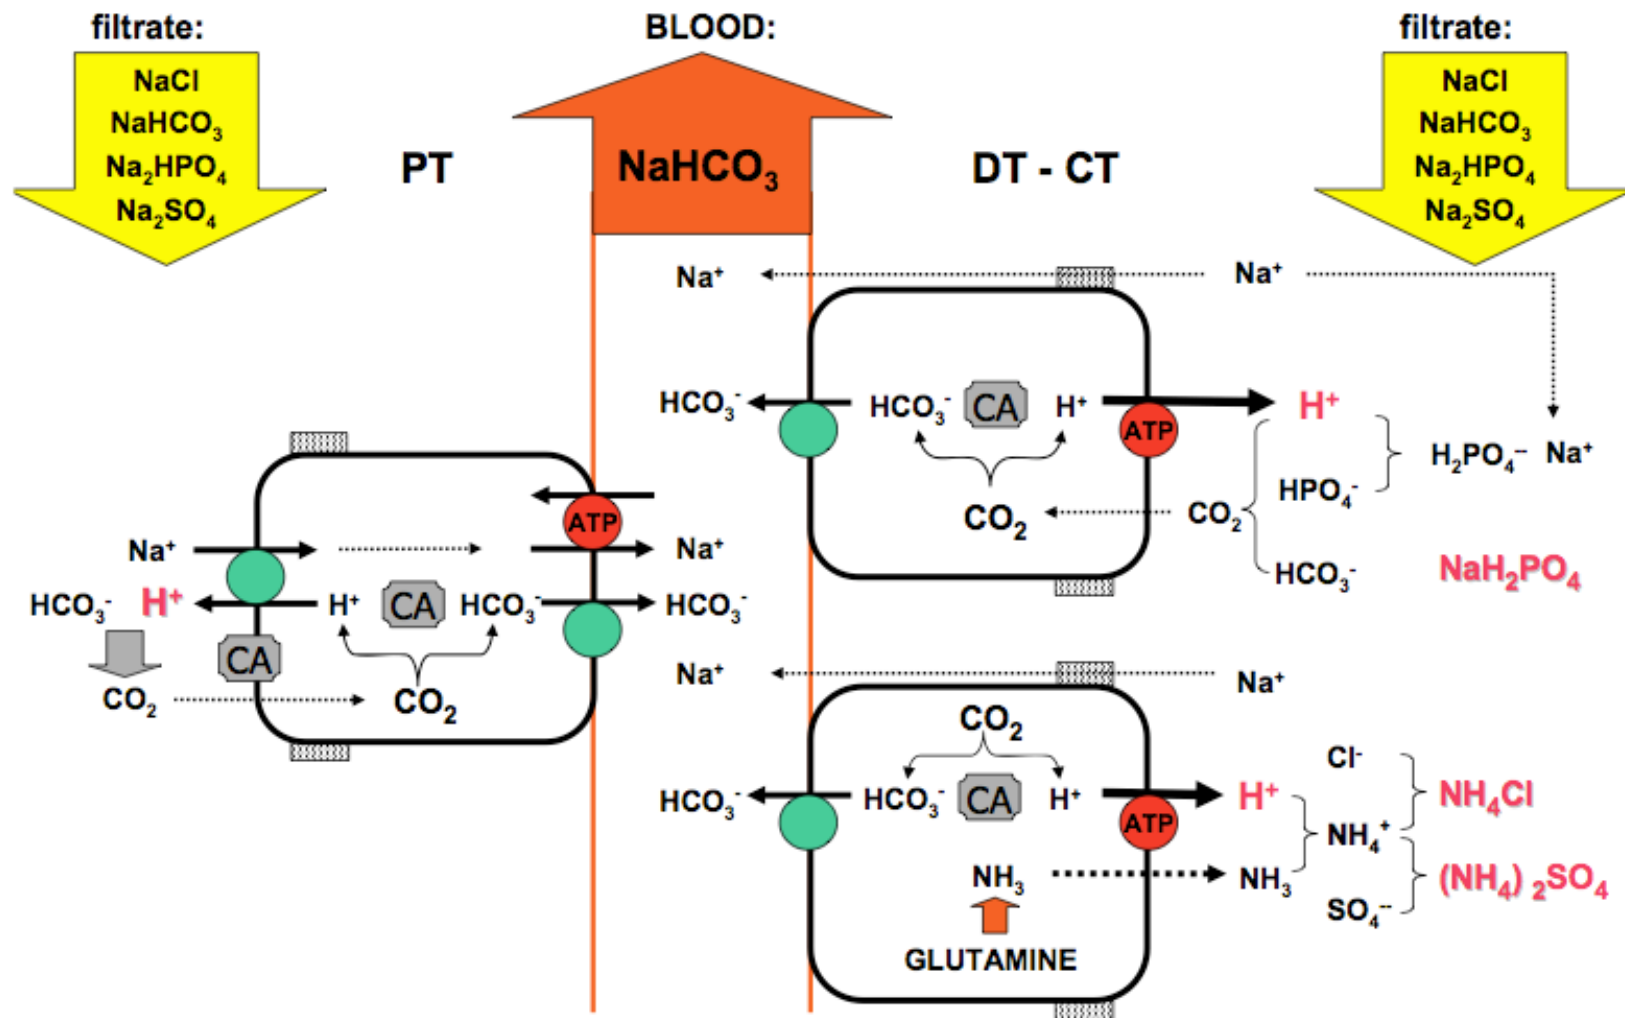 filtrate:
NaCl
NaHCO₃
Na₂HPO₄
Na₂SO₄
PT
BLOOD:
NaHCO₃
DT - CT
filtrate:
NaCl
NaHCO₃
Na₂HPO₄
Na₂SO₄
Na⁺
Na⁺
HCO₃⁻
HCO₃⁻
CA
H⁺
ATP
H⁺
CO₂
CO₂
HPO₄⁻
H₂PO₄⁻⁻
Na⁺
HCO₃⁻
NaH₂PO₄
Na⁺
ATP
Na⁺
HCO₃⁻
H⁺
H⁺
CA
HCO₃⁻
HCO₃⁻
CA
CO₂
CO₂
Na⁺
Na⁺
CO₂
HCO₃⁻
HCO₃⁻
CA
H⁺
ATP
H⁺
Cl⁻
NH₄⁺
NH₄Cl
NH₃
NH₃
SO₄⁻⁻
(NH₄) ₂SO₄
GLUTAMINE